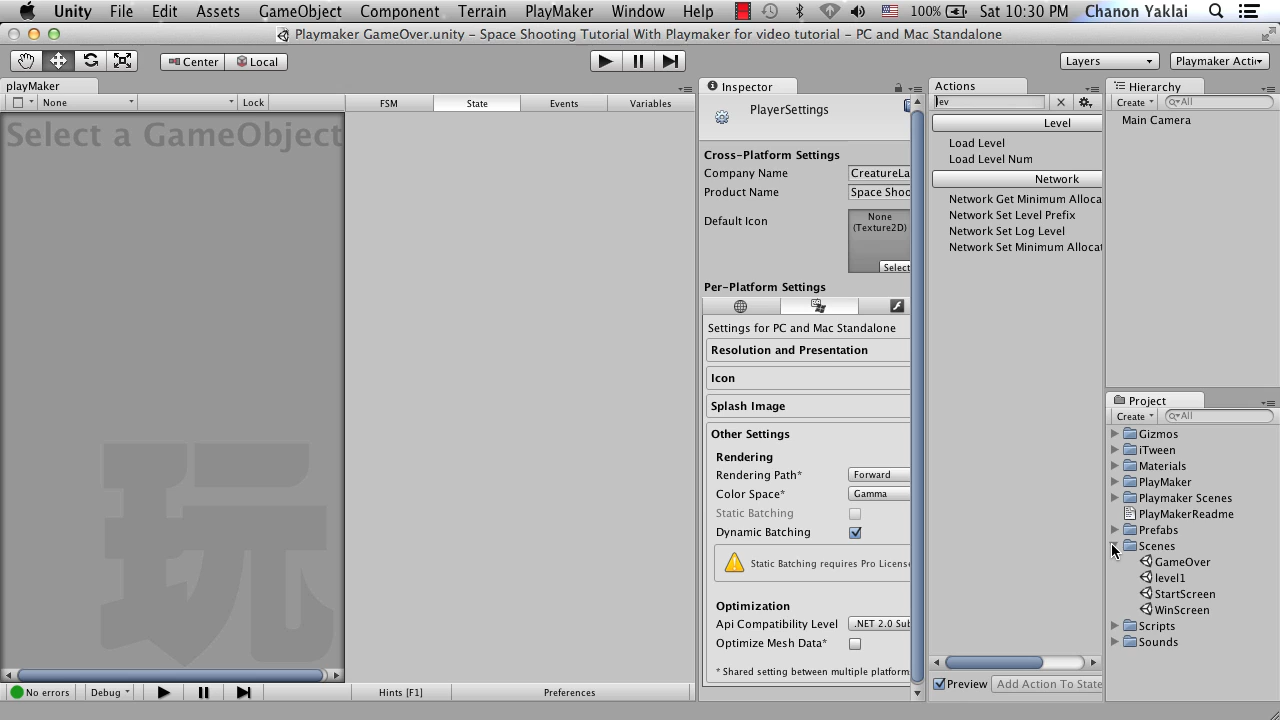 Unity File Edit Assets GameObject Component Terrain PlayMaker Window Help 100% Sat 10:30 PM Chanon Yaklai
Playmaker GameOver.unity - Space Shooting Tutorial With Playmaker for video tutorial - PC and Mac Standalone
Center Local Layers Playmaker Acti
playMaker
None Lock
FSM State Events Variables
Select a GameObject
玩
No errors Debug Hints [F1] Preferences
Inspector
PlayerSettings
Cross-Platform Settings
Company Name CreatureLa
Product Name Space Shoo
Default Icon
None
(Texture2D)
Select
Per-Platform Settings
Settings for PC and Mac Standalone
Resolution and Presentation
Icon
Splash Image
Other Settings
Rendering
Rendering Path* Forward
Color Space* Gamma
Static Batching
Dynamic Batching
Static Batching requires Pro License
Optimization
Api Compatibility Level .NET 2.0 Sub
Optimize Mesh Data*
* Shared setting between multiple platform
Actions
lev
Level
Load Level
Load Level Num
Network
Network Get Minimum Alloca
Network Set Level Prefix
Network Set Log Level
Network Set Minimum Allocat
Preview Add Action To State
Hierarchy
Create All
Main Camera
Project
Create All
Gizmos
iTween
Materials
PlayMaker
Playmaker Scenes
PlayMakerReadme
Prefabs
Scenes
GameOver
level1
StartScreen
WinScreen
Scripts
Sounds